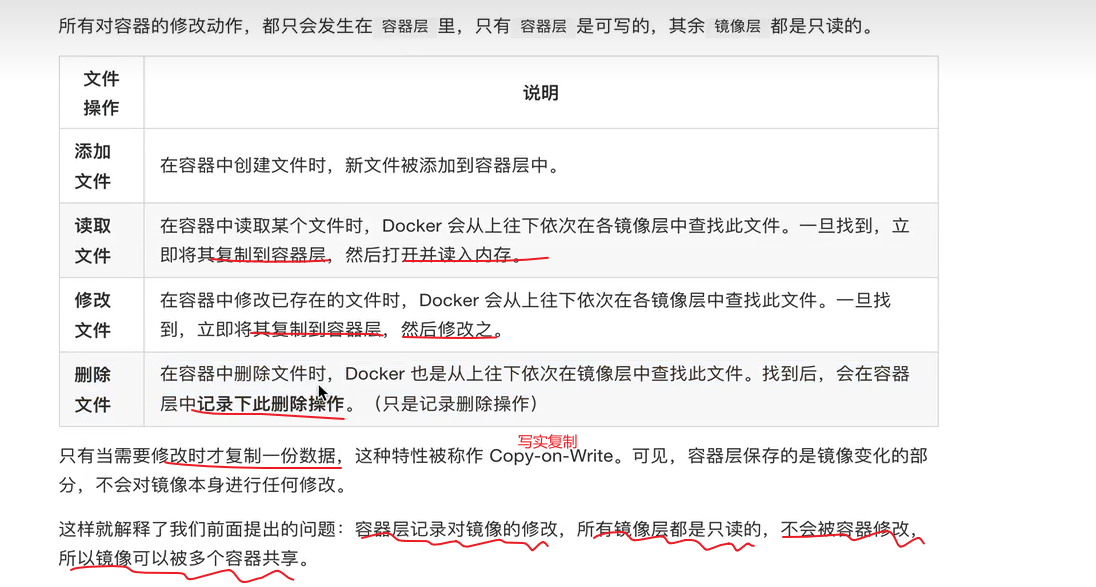 所有对容器的修改动作，都只会发生在 容器层 里，只有 容器层 是可写的，其余 镜像层 都是只读的。
文件
操作
说明
添加
文件
在容器中创建文件时，新文件被添加到容器层中。
读取
文件
在容器中读取某个文件时，Docker 会从上往下依次在各镜像层中查找此文件。一旦找到，立
即将其复制到容器层，然后打开并读入内存。
修改
文件
在容器中修改已存在的文件时，Docker 会从上往下依次在各镜像层中查找此文件。一旦找
到，立即将其复制到容器层，然后修改之。
删除
文件
在容器中删除文件时，Docker 也是从上往下依次在镜像层中查找此文件。找到后，会在容器
层中记录下此删除操作。（只是记录删除操作）
写实复制
只有当需要修改时才复制一份数据，这种特性被称作 Copy-on-Write。可见，容器层保存的是镜像变化的部
分，不会对镜像本身进行任何修改。
这样就解释了我们前面提出的问题：容器层记录对镜像的修改，所有镜像层都是只读的，不会被容器修改，
所以镜像可以被多个容器共享。